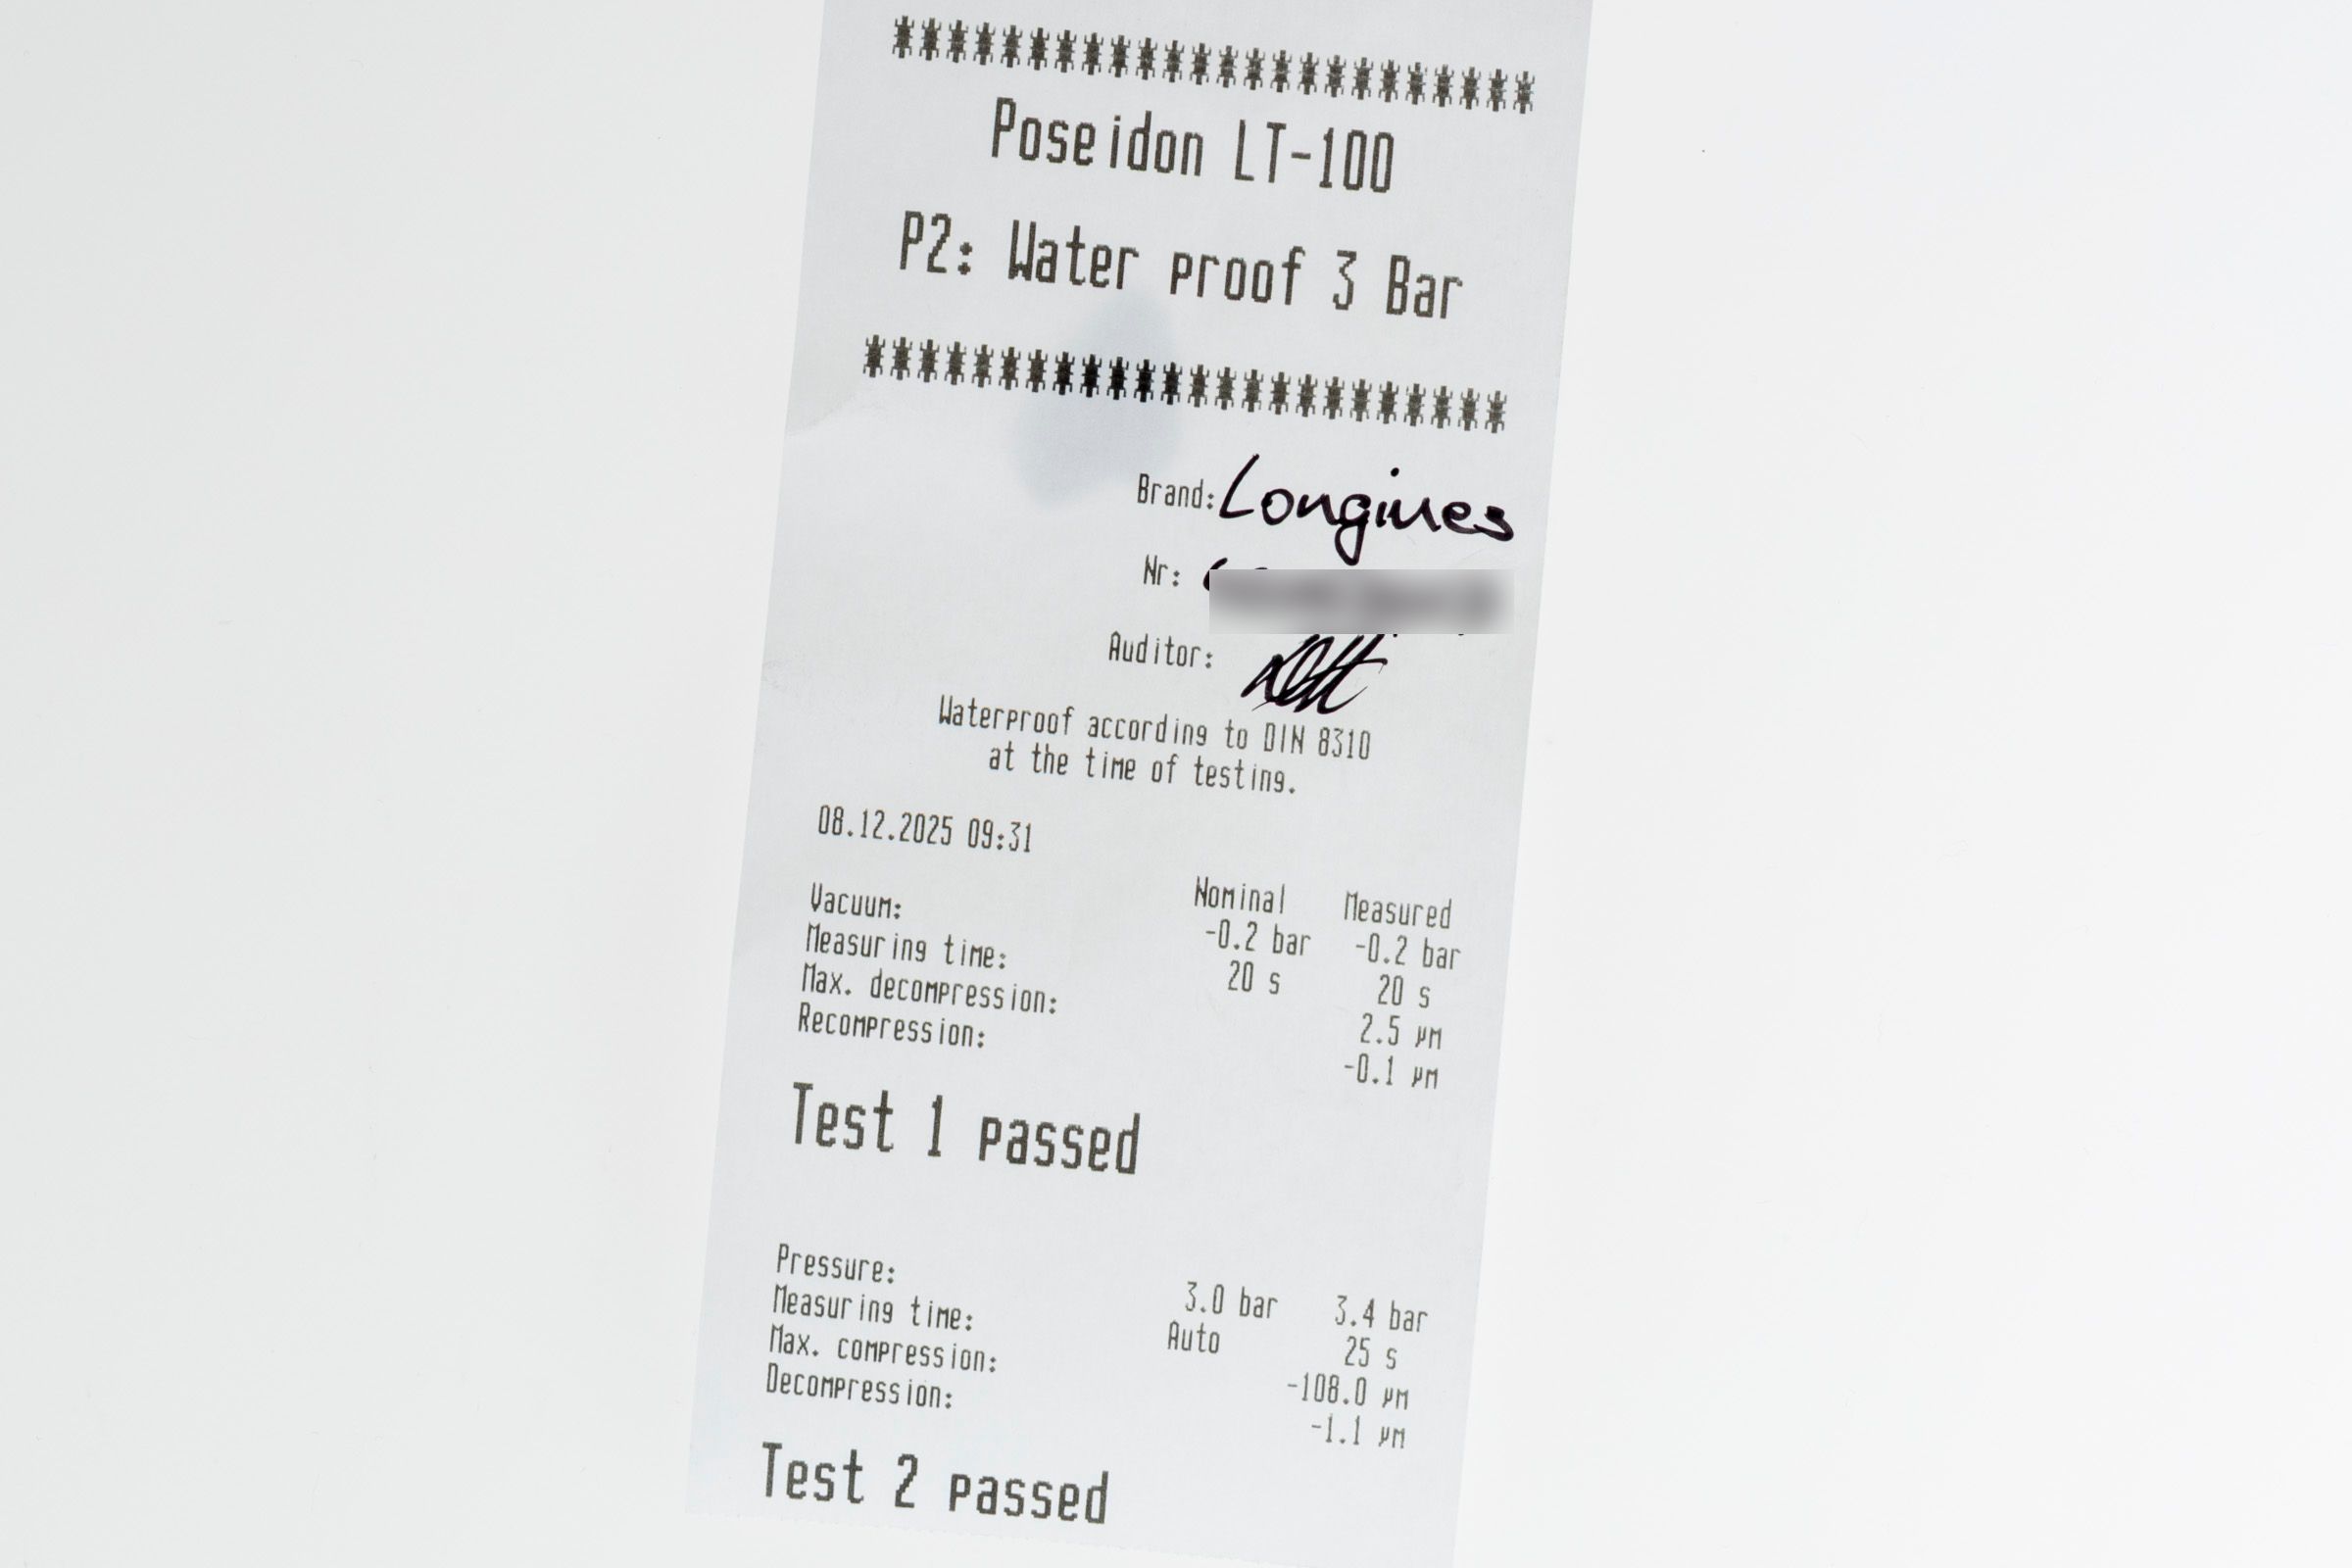 ************************
Poseidon LT-100
P2: Water proof 3 Bar
************************
Brand: Longines
Nr:
Auditor:
Waterproof according to DIN 8310
at the time of testing.
08.12.2025 09:31
Nominal Measured
Vacuum: -0.2 bar -0.2 bar
Measuring time: 20 s 20 s
Max. decompression: 2.5 µm
Recompression: -0.1 µm
Test 1 passed
Pressure: 3.0 bar 3.4 bar
Measuring time: Auto 25 s
Max. compression: -108.0 µm
Decompression: -1.1 µm
Test 2 passed